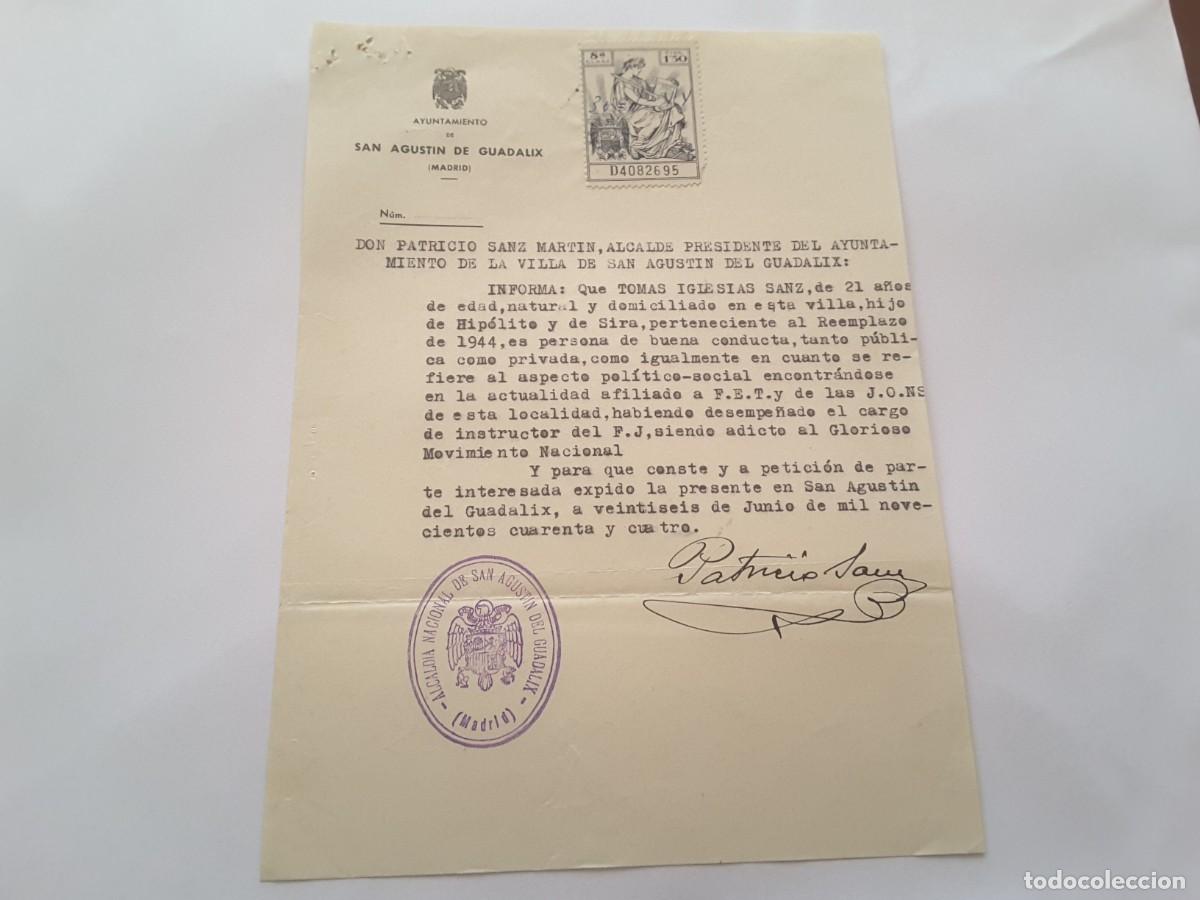 AYUNTAMIENTO
DE
SAN AGUSTIN DE GUADALIX
(MADRID)
Núm.
8ª
CLASE
1'50
D4082695
DON PATRICIO SANZ MARTIN,ALCALDE PRESIDENTE DEL AYUNTA-
MIENTO DE LA VILLA DE SAN AGUSTIN DEL GUADALIX:
INFORMA: Que TOMAS IGLESIAS SANZ,de 21 años
de edad,natural y domiciliado en esta villa,hijo
de Hipólito y de Sira,perteneciente al Reemplazo
de 1944,es persona de buena conducta,tanto públi-
ca como privada,como igualmente en cuanto se re-
fiere al aspecto político-social encontrándose
en la actualidad afiliado a F.E.T.y de las J.O.NS
de esta localidad,habiendo desempeñado el cargo
de instructor del F.J,siendo adicto al Glorioso
Movimiento Nacional
Y para que conste y a petición de par-
te interesada expido la presente en San Agustin
del Guadalix, a veintiseis de Junio de mil nove-
cientos cuarenta y cuatro.
Patricio Sanz
ALCALDIA NACIONAL DE SAN AGUSTIN DEL GUADALIX
(Madrid)
todocoleccion